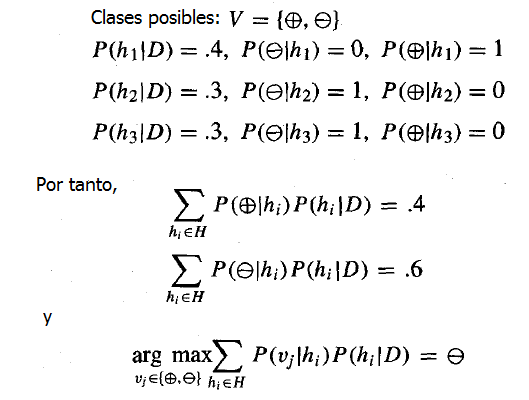 Clases posibles: V = {⊕, ⊖}
P(h₁|D) = .4, P(⊖|h₁) = 0, P(⊕|h₁) = 1
P(h₂|D) = .3, P(⊖|h₂) = 1, P(⊕|h₂) = 0
P(h₃|D) = .3, P(⊖|h₃) = 1, P(⊕|h₃) = 0
Por tanto,
∑ P(⊕|hᵢ)P(hᵢ|D) = .4
hᵢ∈H
∑ P(⊖|hᵢ)P(hᵢ|D) = .6
hᵢ∈H
y
arg max ∑ P(vⱼ|hᵢ)P(hᵢ|D) = ⊖
vⱼ∈{⊕,⊖} hᵢ∈H